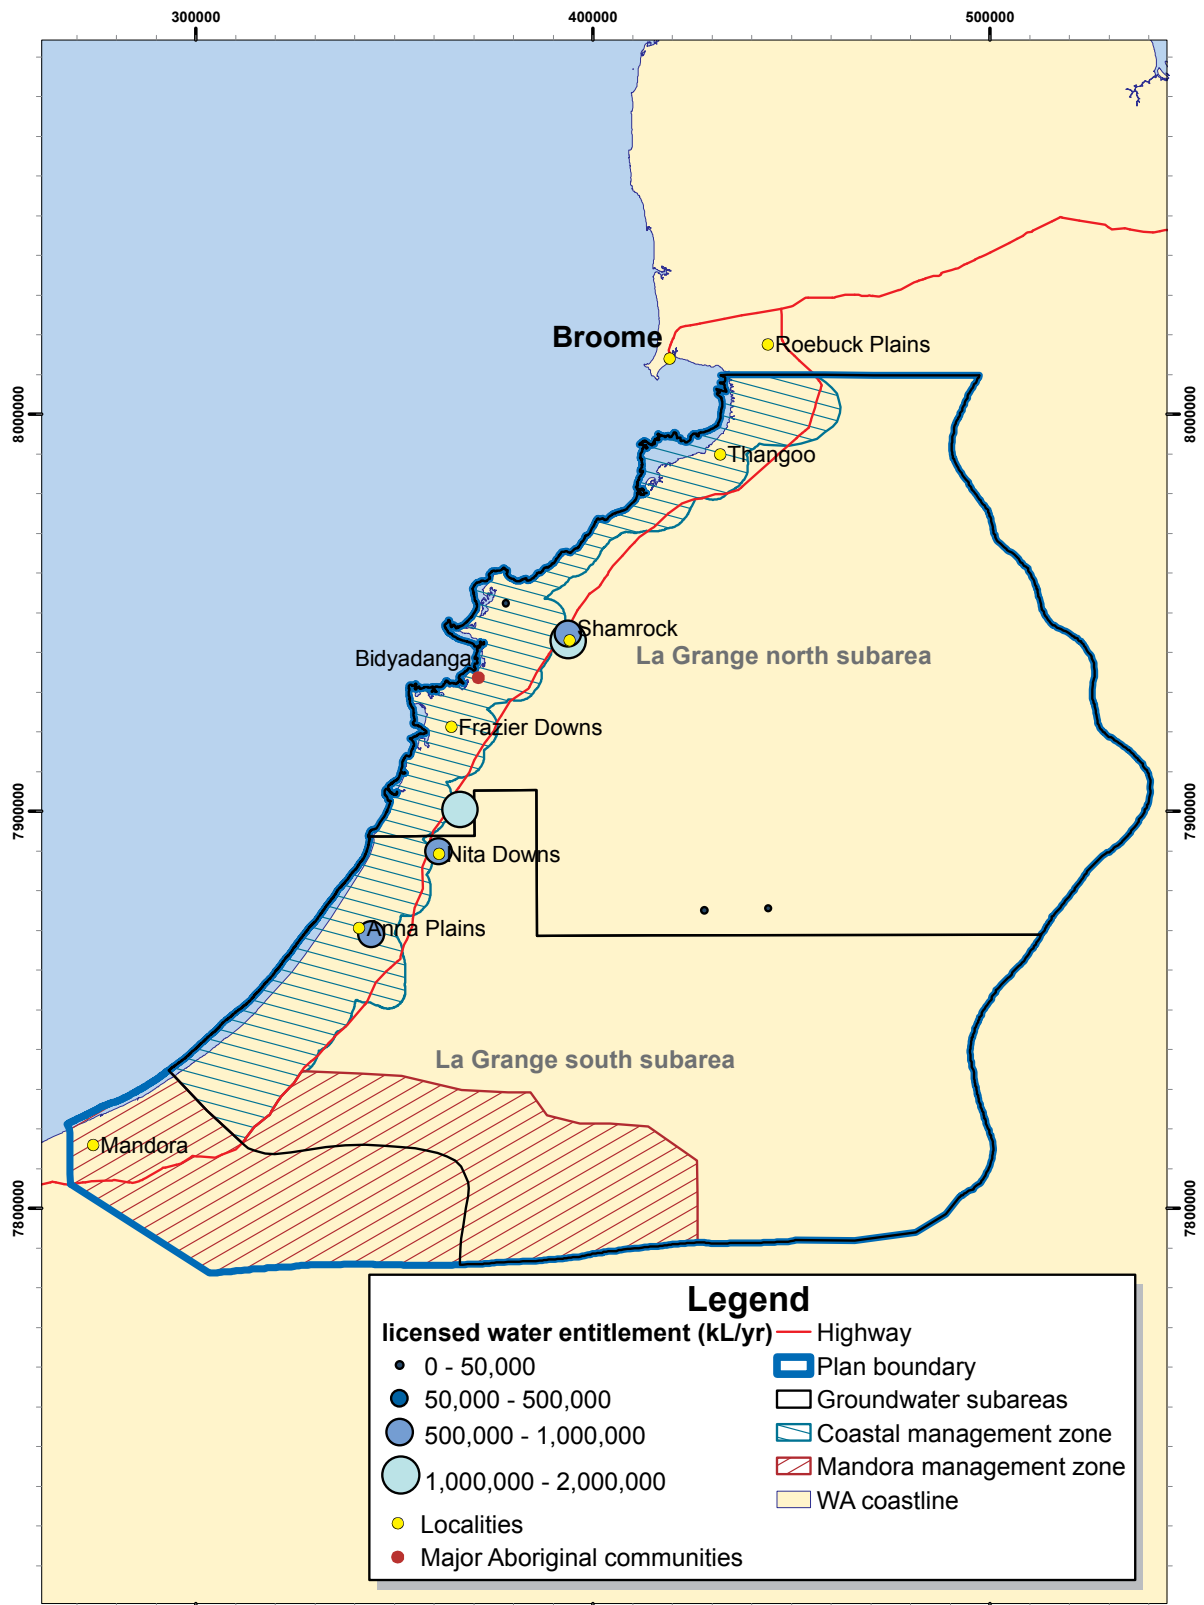 300000
400000
500000
Broome
Roebuck Plains
8000000
8000000
Thangoo
Shamrock
La Grange north subarea
Bidyadanga
Frazier Downs
7900000
7900000
Nita Downs
Anna Plains
La Grange south subarea
Mandora
7800000
7800000
Legend
licensed water entitlement (kL/yr)
0 - 50,000
50,000 - 500,000
500,000 - 1,000,000
1,000,000 - 2,000,000
Localities
Major Aboriginal communities
Highway
Plan boundary
Groundwater subareas
Coastal management zone
Mandora management zone
WA coastline